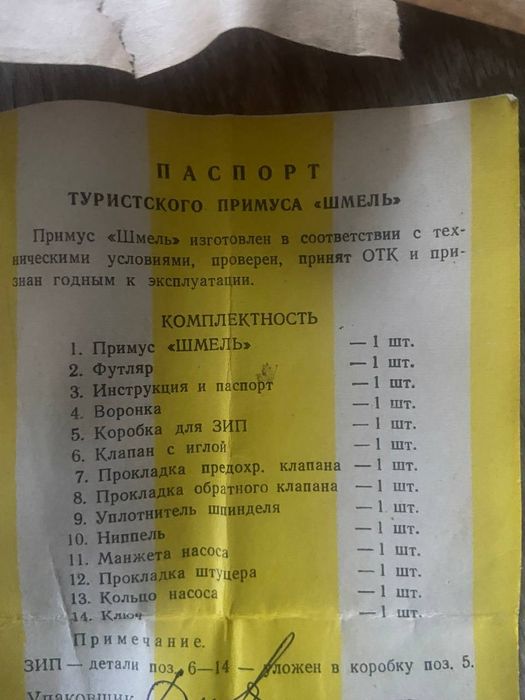 ПАСПОРТ
ТУРИСТСКОГО ПРИМУСА «ШМЕЛЬ»
Примус «Шмель» изготовлен в соответствии с тех-
ническими условиями, проверен, принят ОТК и при-
знан годным к эксплуатации.
КОМПЛЕКТНОСТЬ
1. Примус «ШМЕЛЬ» — 1 шт.
2. Футляр — 1 шт.
3. Инструкция и паспорт — 1 шт.
4. Воронка — 1 шт.
5. Коробка для ЗИП — 1 шт.
6. Клапан с иглой — 1 шт.
7. Прокладка предохр. клапана — 1 шт.
8. Прокладка обратного клапана — 1 шт.
9. Уплотнитель шпинделя — 1 шт.
10. Ниппель — 1 шт.
11. Манжета насоса — 1 шт.
12. Прокладка штуцера — 1 шт.
13. Кольцо насоса — 1 шт.
14. Ключ — 1 шт.
Примечание.
ЗИП — детали поз. 6—14 — уложен в коробку поз. 5.
Упаковщик